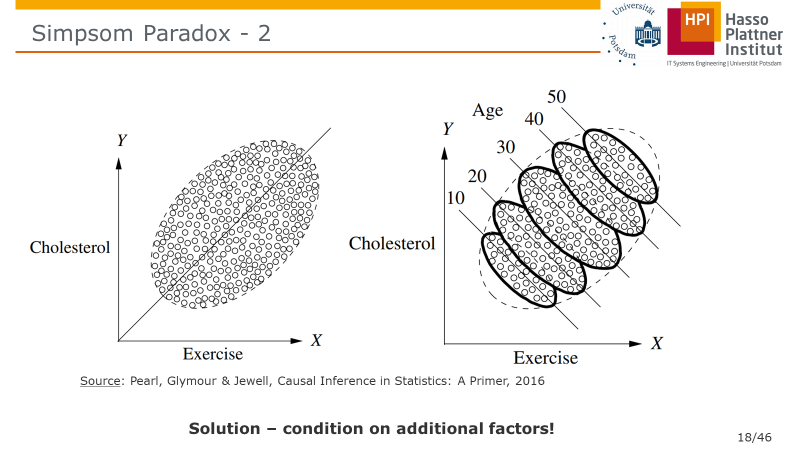 Simpsom Paradox - 2
Universität
Potsdam
HPI
Hasso
Plattner
Institut
IT Systems Engineering | Universität Potsdam
Y
Cholesterol
X
Exercise
Age
50
40
30
20
10
Y
Cholesterol
X
Exercise
Source: Pearl, Glymour & Jewell, Causal Inference in Statistics: A Primer, 2016
Solution – condition on additional factors!
18/46